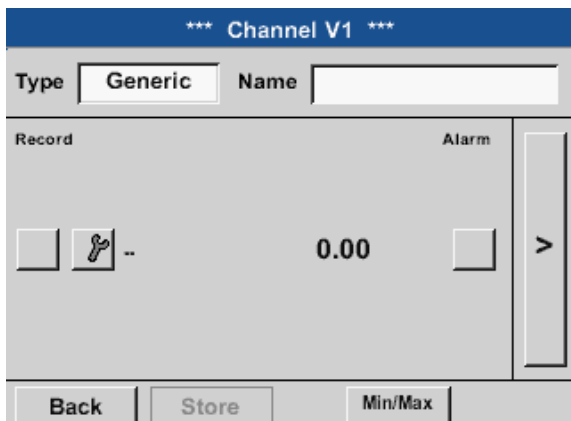 *** Channel V1 ***
Type Generic Name
Record Alarm
-- 0.00 >
Back Store Min/Max